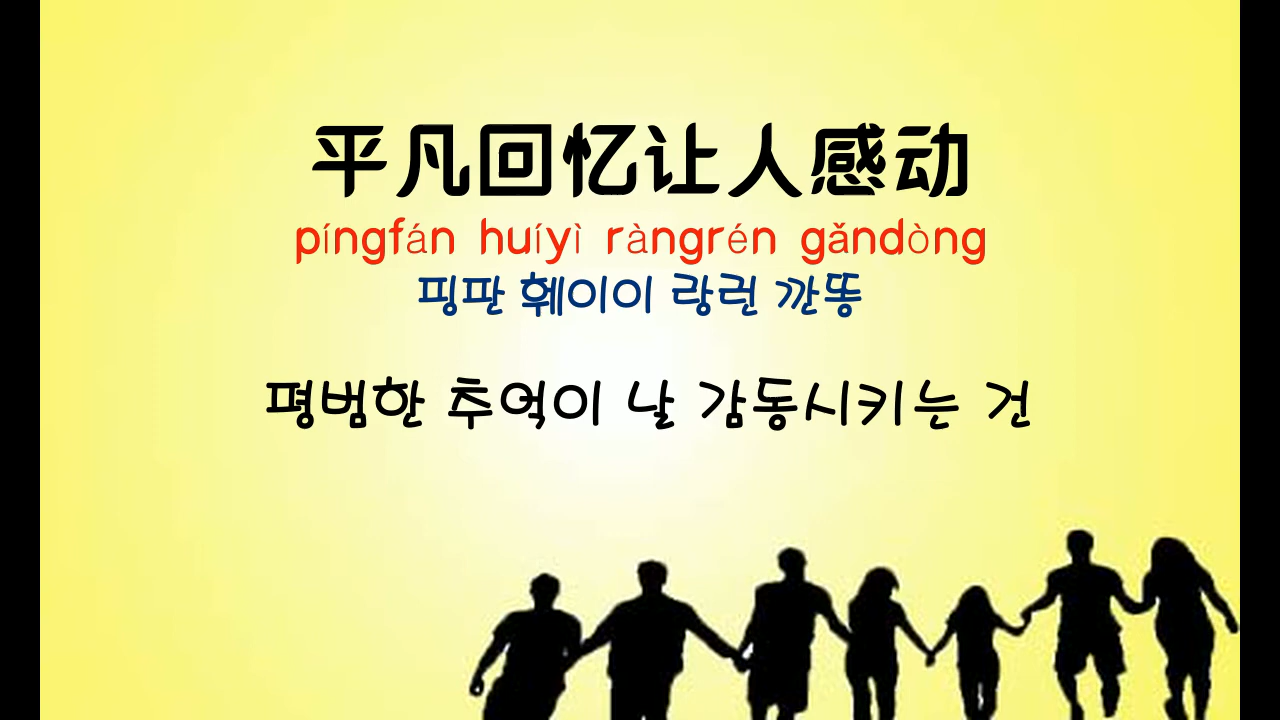 平凡回忆让人感动
píngfán huíyì ràngrén gǎndòng
핑판 훼이이 랑런 깐똥
평범한 추억이 날 감동시키는 건